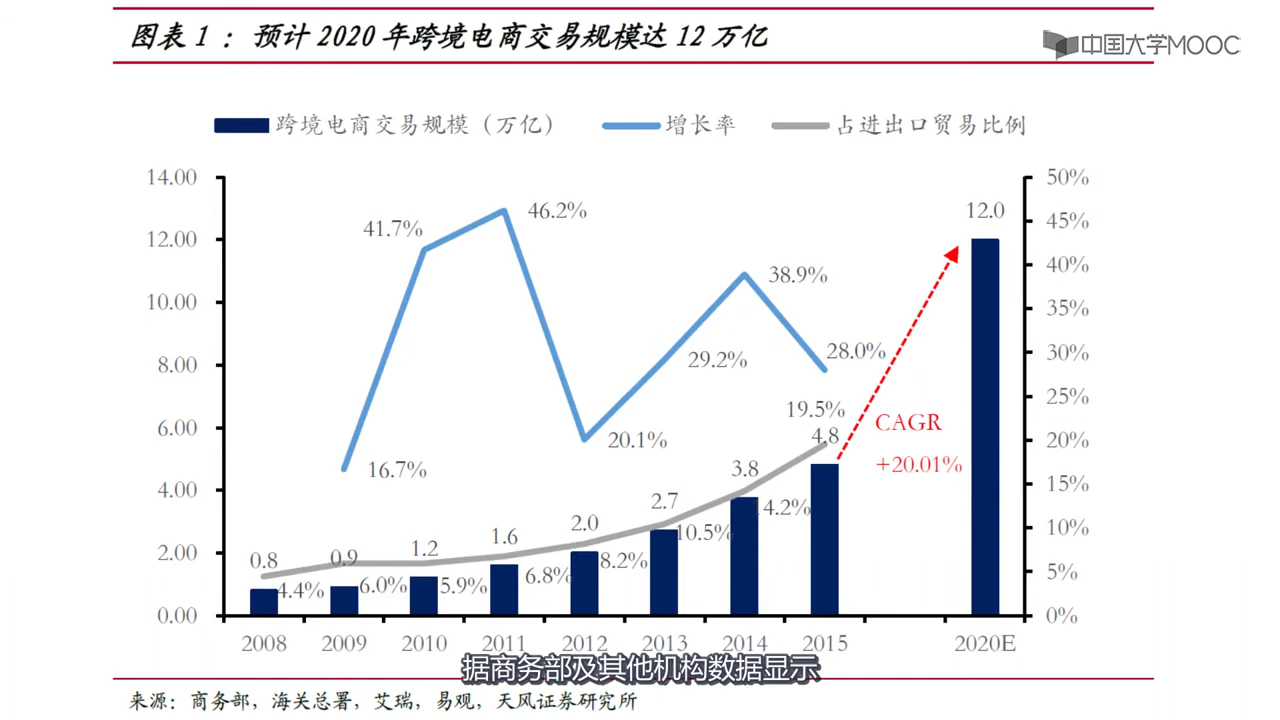 图表 1 ：预计 2020 年跨境电商交易规模达 12 万亿
中国大学MOOC
跨境电商交易规模（万亿） 增长率 占进出口贸易比例
14.00 50%
12.00 45%
10.00 40%
8.00 35%
6.00 30%
4.00 25%
2.00 20%
0.00 15%
10%
5%
0%
16.7% 41.7% 46.2% 20.1% 29.2% 38.9% 28.0%
0.8 0.9 1.2 1.6 2.0 2.7 3.8 4.8 12.0
4.4% 6.0% 5.9% 6.8% 8.2% 10.5% 4.2% 19.5%
CAGR
+20.01%
2008 2009 2010 2011 2012 2013 2014 2015 2020E
据商务部及其他机构数据显示
来源：商务部，海关总署，艾瑞，易观，天风证券研究所